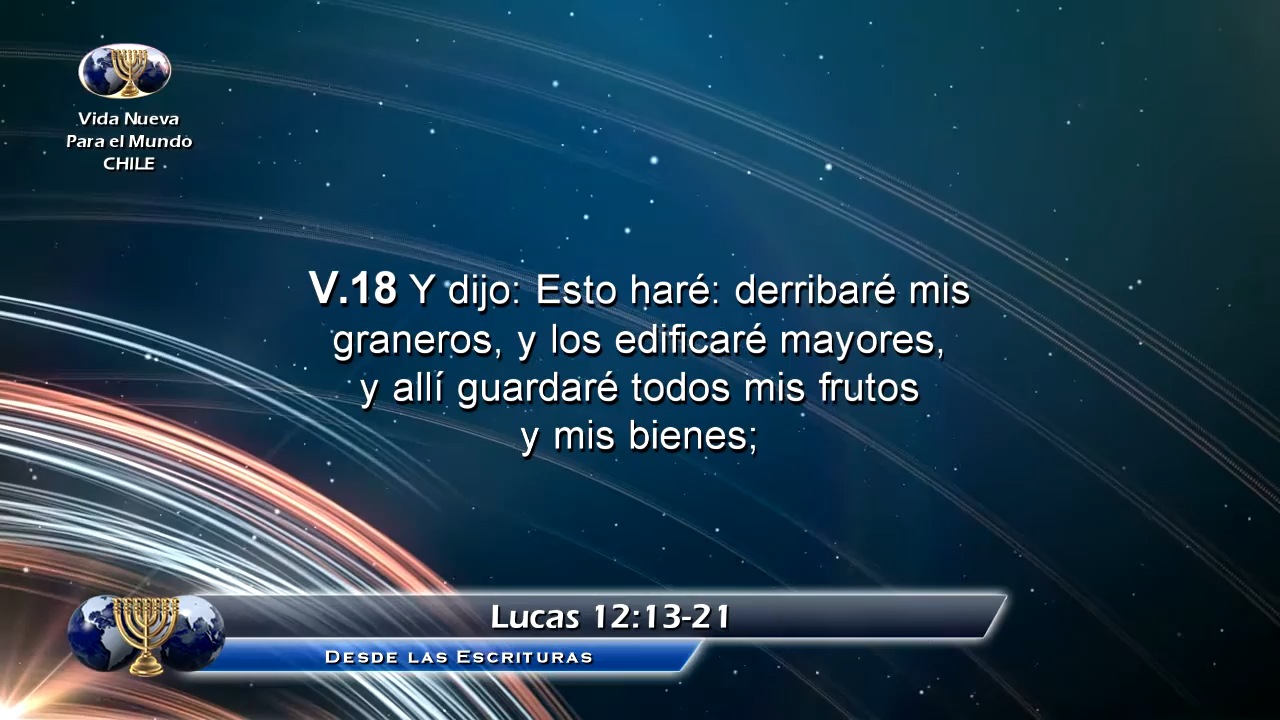 Vida Nueva
Para el Mundo
CHILE
V.18 Y dijo: Esto haré: derribaré mis
graneros, y los edificaré mayores,
y allí guardaré todos mis frutos
y mis bienes;
Lucas 12:13-21
DESDE LAS ESCRITURAS